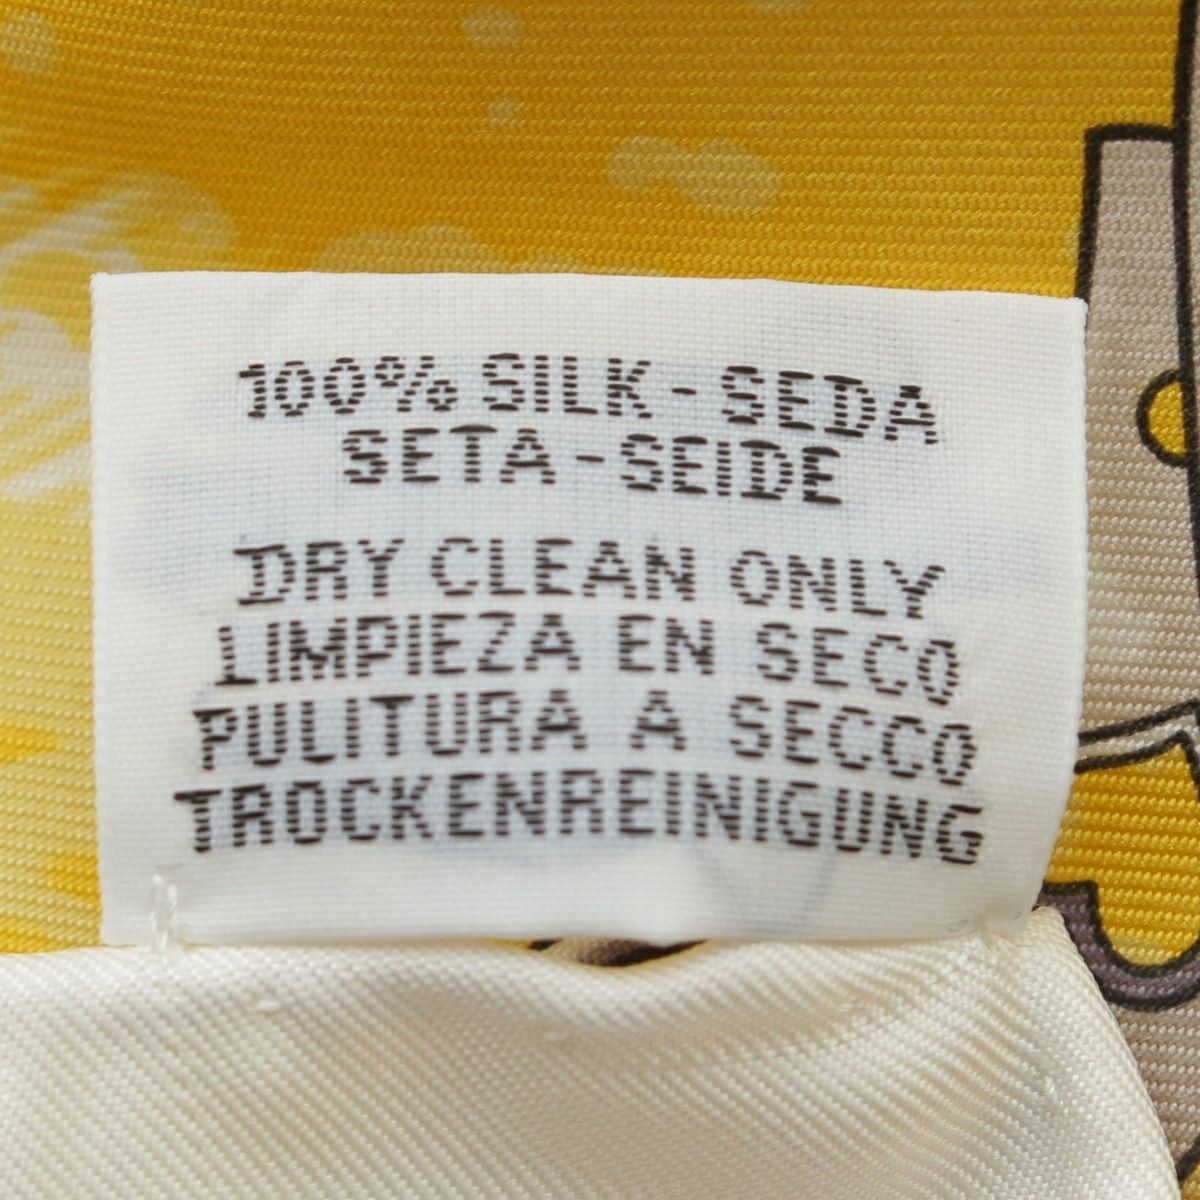 100% SILK - SEDA
SETA - SEIDE
DRY CLEAN ONLY
LIMPIEZA EN SECO
PULITURA A SECCO
TROCKENREINIGUNG